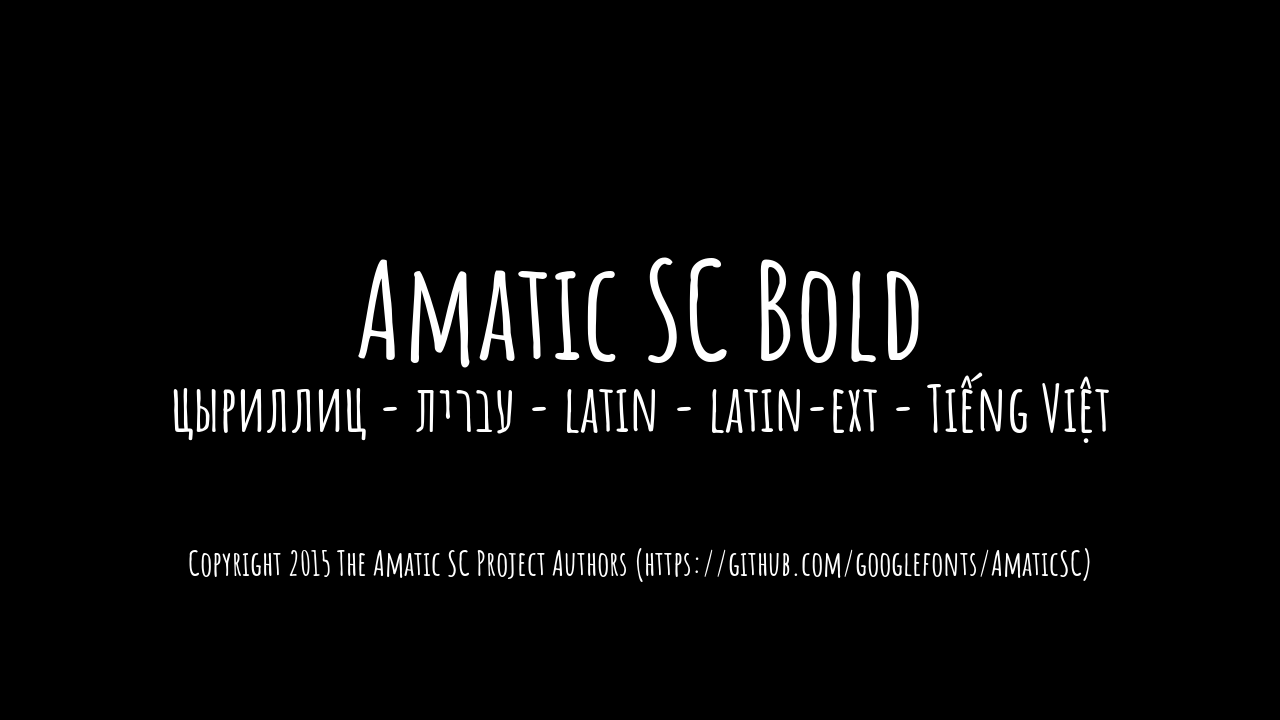 Amatic SC Bold
цыриллиц - עברית - latin - latin-ext - Tiếng Việt
Copyright 2015 The Amatic SC Project Authors (https://github.com/googlefonts/AmaticSC)